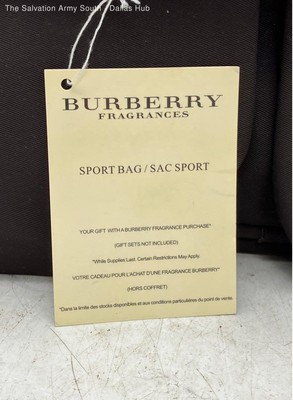 The Salvation Army South - Dallas Hub
BURBERRY
FRAGRANCES
SPORT BAG / SAC SPORT
YOUR GIFT WITH A BURBERRY FRAGRANCE PURCHASE*
(GIFT SETS NOT INCLUDED)
*While Supplies Last. Certain Restrictions May Apply.
VOTRE CADEAU POUR L'ACHAT D'UNE FRAGRANCE BURBERRY*
(HORS COFFRET)
*Dans la limite des stocks disponibles et aux conditions particulières du point de vente.